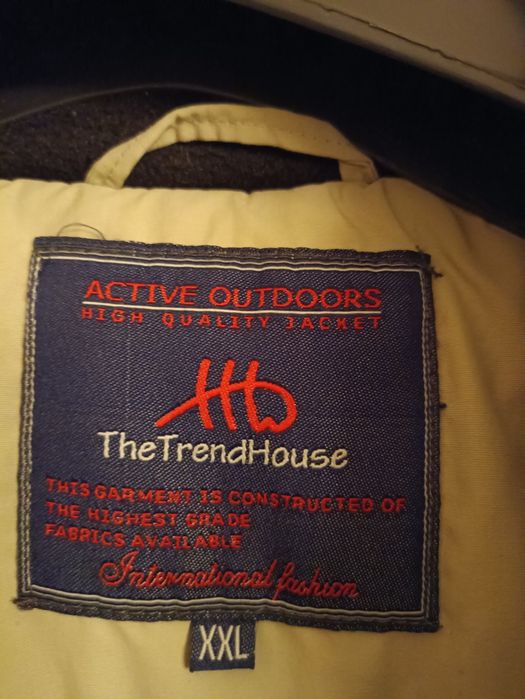 ACTIVE OUTDOORS
HIGH QUALITY JACKET
TheTrendHouse
THIS GARMENT IS CONSTRUCTED OF
THE HIGHEST GRADE
FABRICS AVAILABLE
International fashion
XXL